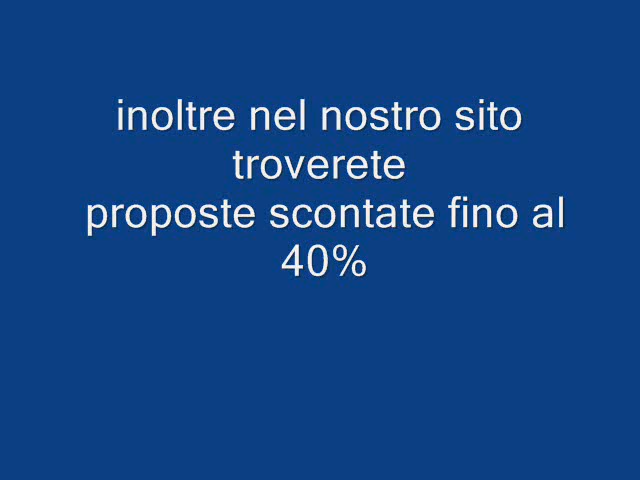 inoltre nel nostro sito
troverete
proposte scontate fino al
40%